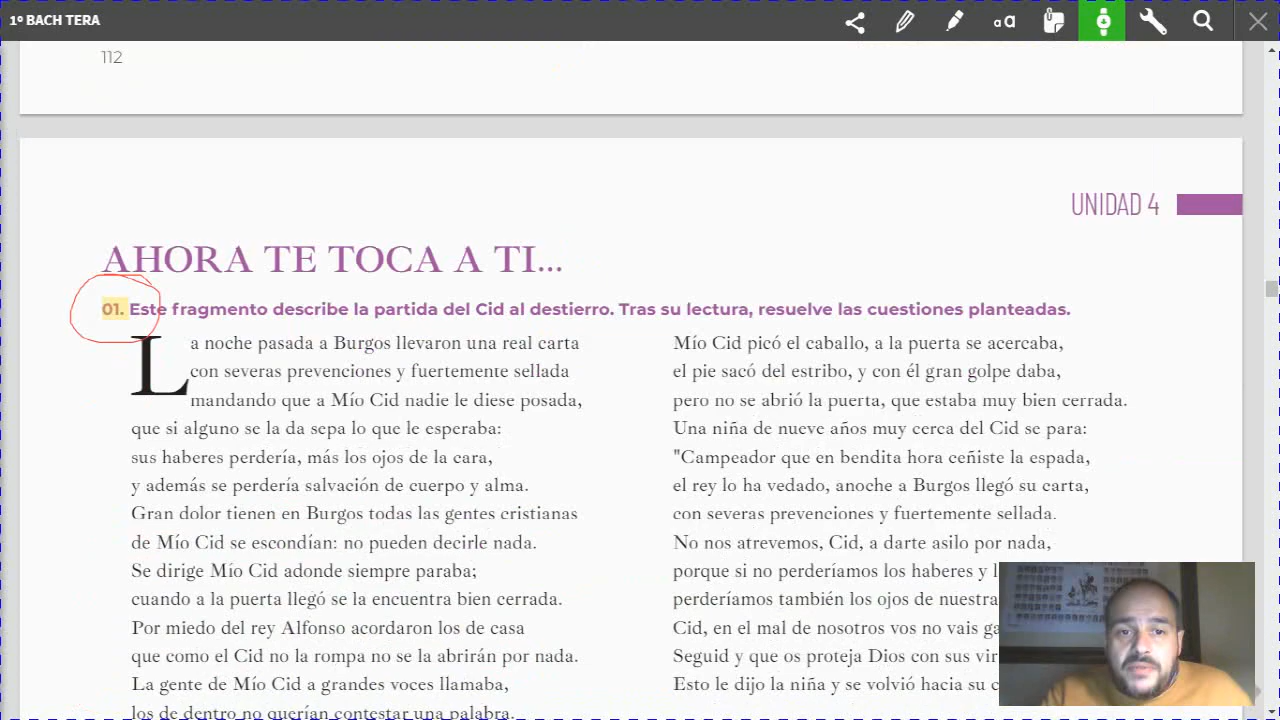 1º BACH TERA
112
UNIDAD 4
AHORA TE TOCA A TI...
01. Este fragmento describe la partida del Cid al destierro. Tras su lectura, resuelve las cuestiones planteadas.
La noche pasada a Burgos llevaron una real carta
con severas prevenciones y fuertemente sellada
mandando que a Mío Cid nadie le diese posada,
que si alguno se la da sepa lo que le esperaba:
sus haberes perdería, más los ojos de la cara,
y además se perdería salvación de cuerpo y alma.
Gran dolor tienen en Burgos todas las gentes cristianas
de Mío Cid se escondían: no pueden decirle nada.
Se dirige Mío Cid adonde siempre paraba;
cuando a la puerta llegó se la encuentra bien cerrada.
Por miedo del rey Alfonso acordaron los de casa
que como el Cid no la rompa no se la abrirán por nada.
La gente de Mío Cid a grandes voces llamaba,
los de dentro no querían contestar una palabra.
Mío Cid picó el caballo, a la puerta se acercaba,
el pie sacó del estribo, y con él gran golpe daba,
pero no se abrió la puerta, que estaba muy bien cerrada.
Una niña de nueve años muy cerca del Cid se para:
"Campeador que en bendita hora ceñiste la espada,
el rey lo ha vedado, anoche a Burgos llegó su carta,
con severas prevenciones y fuertemente sellada.
No nos atrevemos, Cid, a darte asilo por nada,
porque si no perderíamos los haberes y
perderíamos también los ojos de nuestra
Cid, en el mal de nosotros vos no vais
Seguid y que os proteja Dios con sus
Esto le dijo la niña y se volvió hacia su